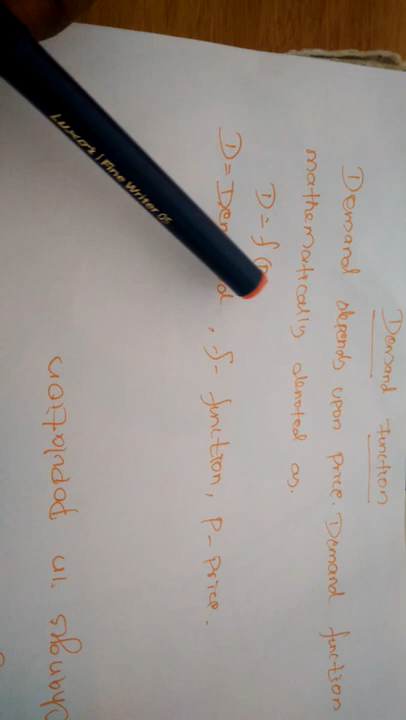 Demand function
Demand depends upon price. Demand function
mathematically denoted as.
D = f
D = Demand, f - function, P - price.
Changes in population
Luxor | Fine Writer 05